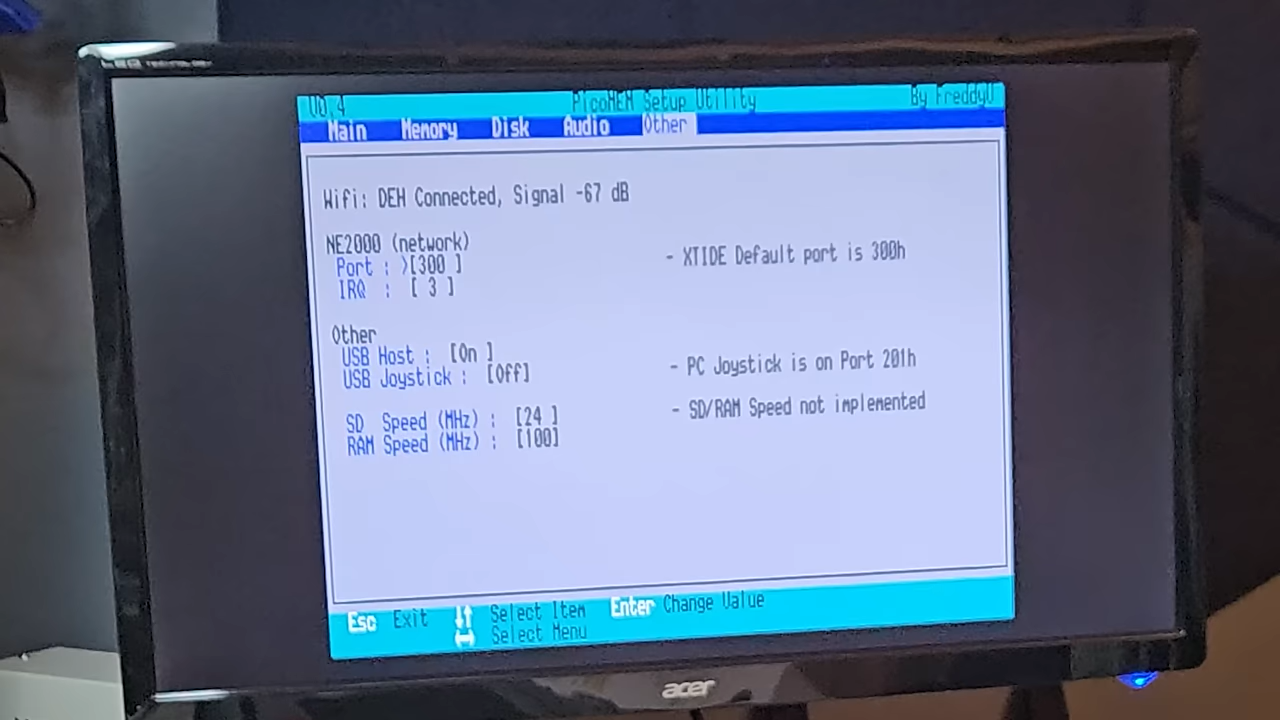 V0.4 PicoMEM Setup Utility By FreddyV
Main Memory Disk Audio Other
Wifi: DEH Connected, Signal -67 dB
NE2000 (network)
Port : >[300 ] - XTIDE Default port is 300h
IRQ : [ 3 ]
Other
USB Host : [On ]
USB Joystick : [Off] - PC Joystick is on Port 201h
SD Speed (MHz) : [24 ] - SD/RAM Speed not implemented
RAM Speed (MHz) : [100]
Esc Exit ↓↑ Select Item Enter Change Value
↔ Select Menu
acer